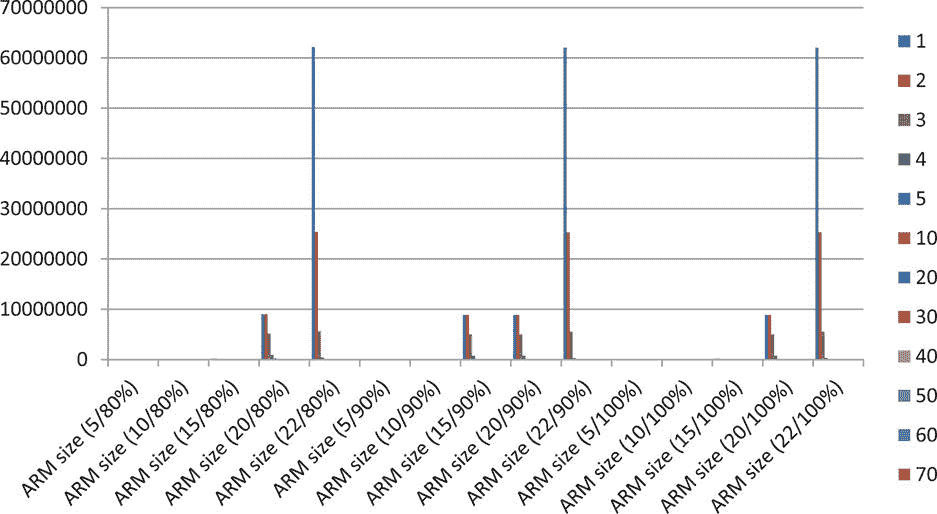 70000000
60000000
50000000
40000000
30000000
20000000
10000000
0
ARM size (5/80%)
ARM size (10/80%)
ARM size (15/80%)
ARM size (20/80%)
ARM size (22/80%)
ARM size (5/90%)
ARM size (10/90%)
ARM size (15/90%)
ARM size (20/90%)
ARM size (22/90%)
ARM size (5/100%)
ARM size (10/100%)
ARM size (15/100%)
ARM size (20/100%)
ARM size (22/100%)
1
2
3
4
5
10
20
30
40
50
60
70